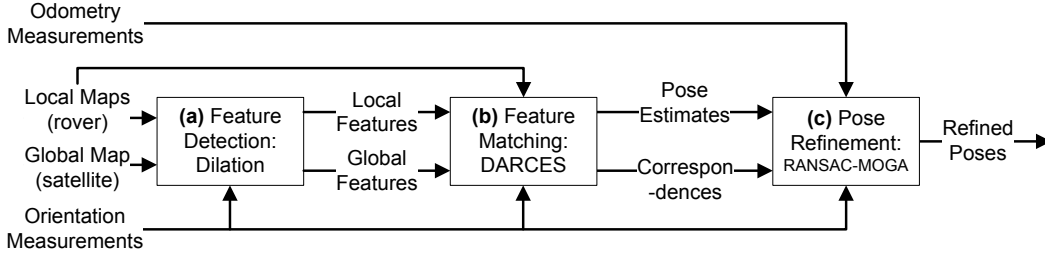 Odometry
Measurements
Local Maps
(rover)
Global Map
(satellite)
Orientation
Measurements
(a) Feature
Detection:
Dilation
Local
Features
Global
Features
(b) Feature
Matching:
DARCES
Pose
Estimates
Correspon
-dences
(c) Pose
Refinement:
RANSAC-MOGA
Refined
Poses